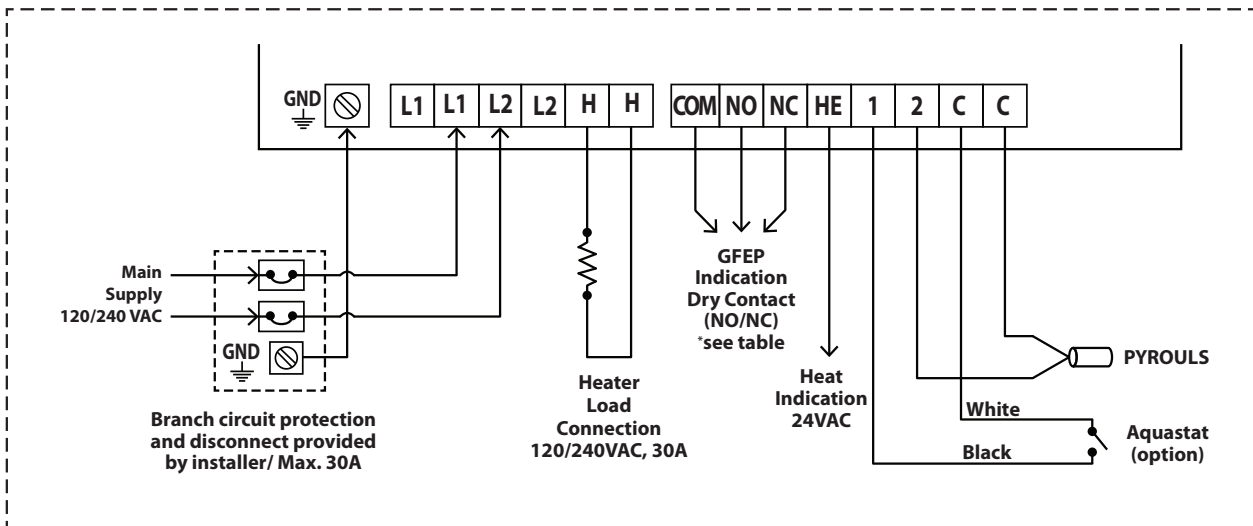 GND
L1 L1 L2 L2 H H
COM NO NC HE 1 2 C C
Main
Supply
120/240 VAC
GND
Branch circuit protection
and disconnect provided
by installer/ Max. 30A
Heater
Load
Connection
120/240VAC, 30A
GFEP
Indication
Dry Contact
(NO/NC)
*see table
Heat
Indication
24VAC
PYROULS
White
Black
Aquastat
(option)